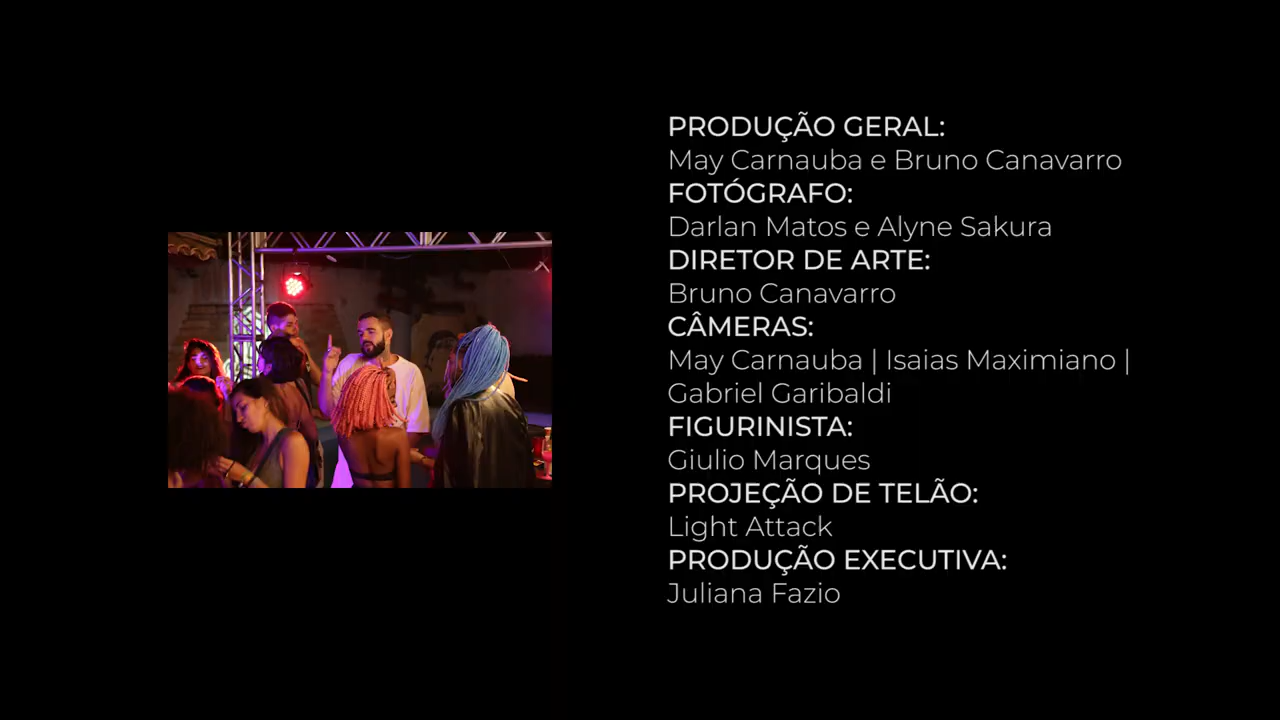 PRODUÇÃO GERAL:
May Carnauba e Bruno Canavarro
FOTÓGRAFO:
Darlan Matos e Alyne Sakura
DIRETOR DE ARTE:
Bruno Canavarro
CÂMERAS:
May Carnauba | Isaias Maximiano |
Gabriel Garibaldi
FIGURINISTA:
Giulio Marques
PROJEÇÃO DE TELÃO:
Light Attack
PRODUÇÃO EXECUTIVA:
Juliana Fazio